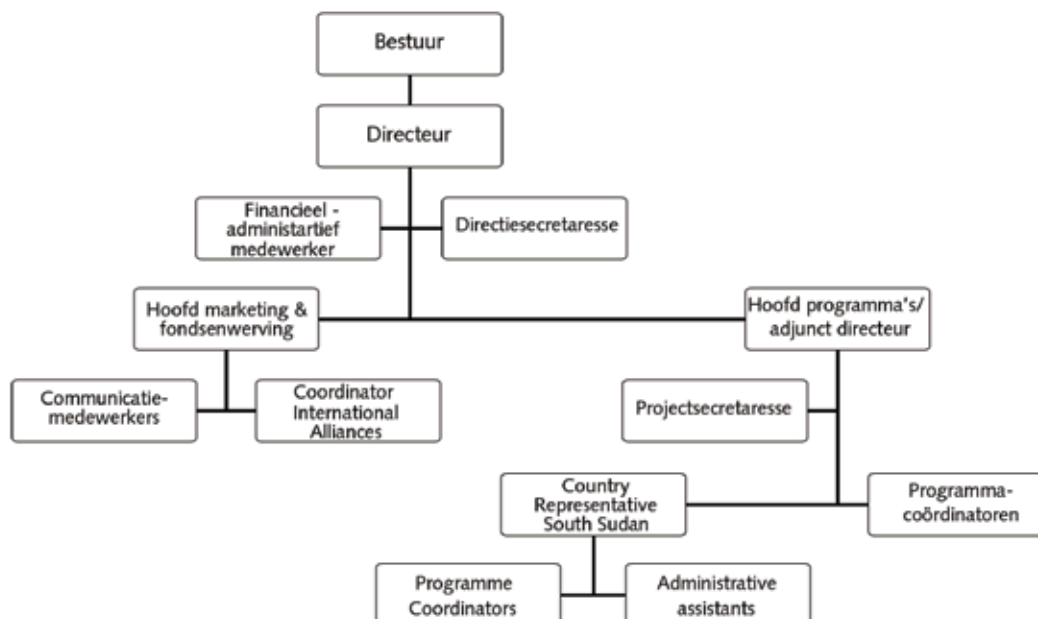 Bestuur
Directeur
Financieel -
administartief
medewerker
Directiesecretaresse
Hoofd marketing &
fondsenwerving
Hoofd programma's/
adjunct directeur
Communicatie-
medewerkers
Coordinator
International
Alliances
Projectsecretaresse
Country
Representative
South Sudan
Programma-
coördinatoren
Programme
Coordinators
Administrative
assistants